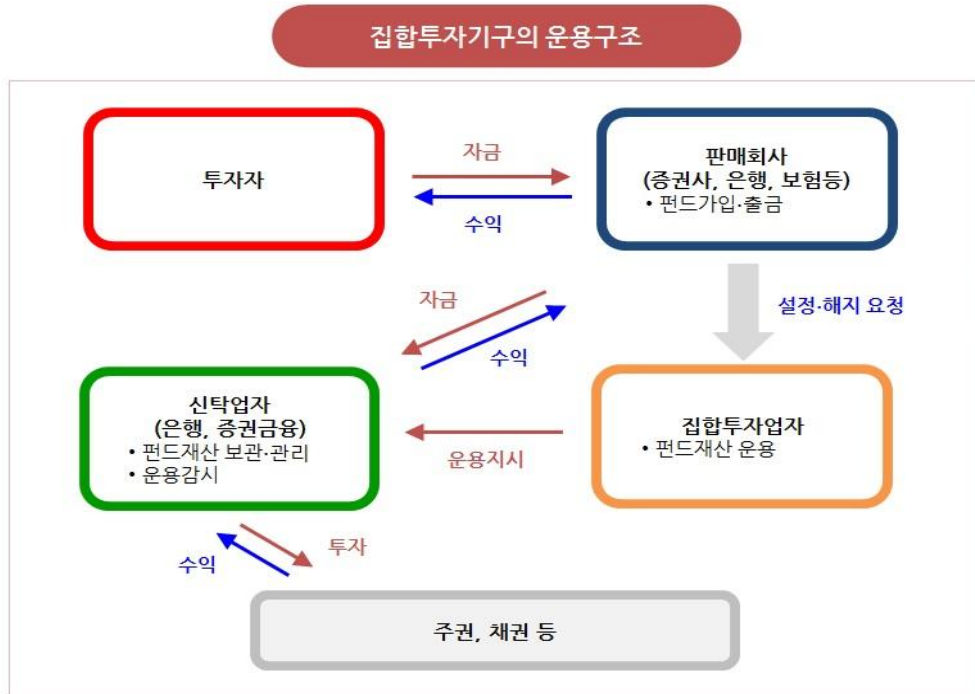 집합투자기구의 운용구조
투자자
자금
수익
판매회사
(증권사, 은행, 보험등)
• 펀드가입·출금
자금
수익
설정·해지 요청
신탁업자
(은행, 증권금융)
• 펀드재산 보관·관리
• 운용감시
운용지시
집합투자업자
• 펀드재산 운용
수익
투자
주권, 채권 등